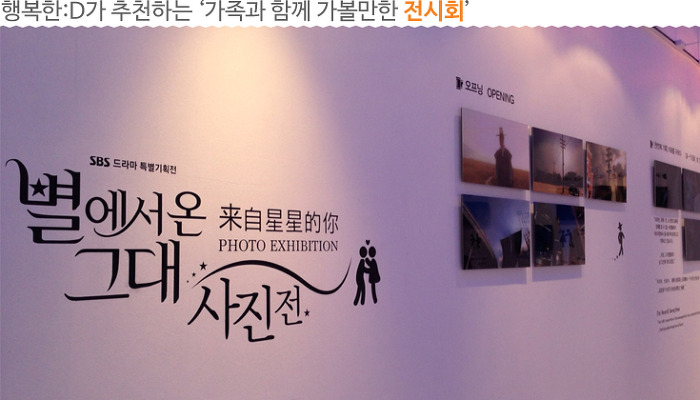 행복한:D가 추천하는 ‘가족과 함께 가볼만한 전시회’
SBS 드라마 특별기획전
별에서 온
그대
사진전
来自星星的你
PHOTO EXHIBITION
오프닝 OPENING